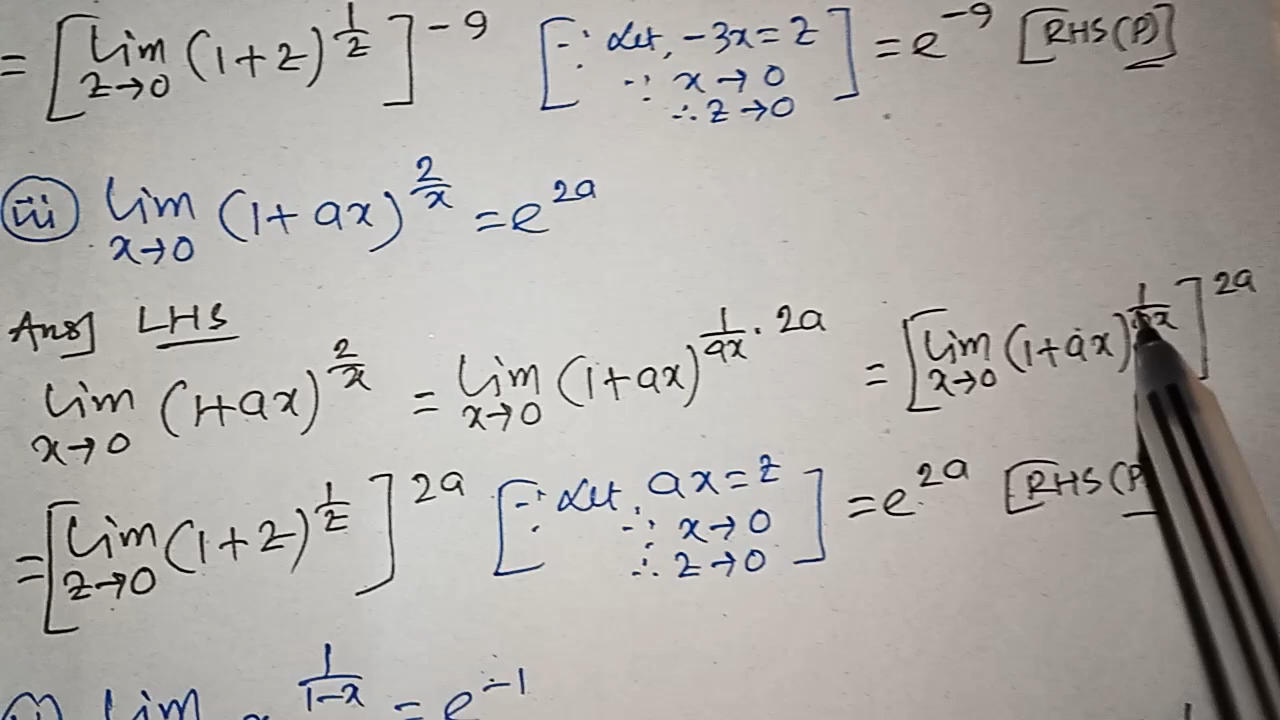 = [lim z→0 (1+z)^(1/z)]^-9 [∵ Let, -3x = z ∵ x→0 ∴ z→0] = e^-9 [RHS (P)]
(iii) lim x→0 (1+ax)^(2/x) = e^2a
Ans] LHS
lim x→0 (1+ax)^(2/x) = lim x→0 (1+ax)^(1/ax · 2a) = [lim x→0 (1+ax)^(1/ax)]^2a
= [lim z→0 (1+z)^(1/z)]^2a [∵ Let, ax = z ∵ x→0 ∴ z→0] = e^2a [RHS (P)
lim x^(1/(1-x)) = e^-1